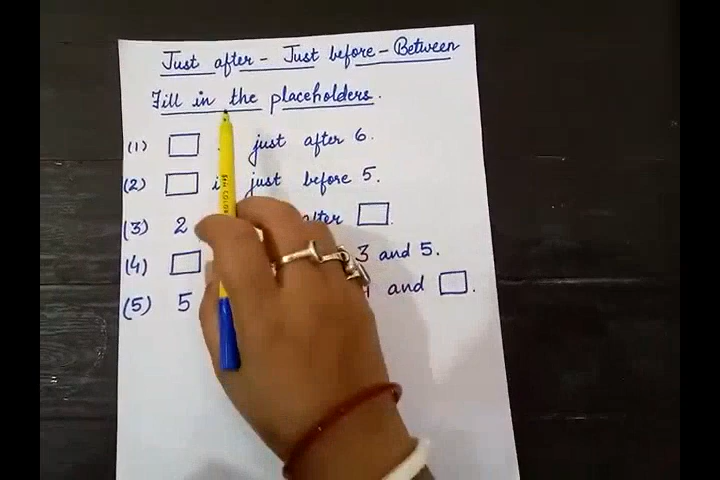 Just after - Just before - Between
Fill in the placeholders.
(1) □ just after 6.
(2) □ just before 5.
(3) 2 after □.
(4) □ 3 and 5.
(5) 5 and □.